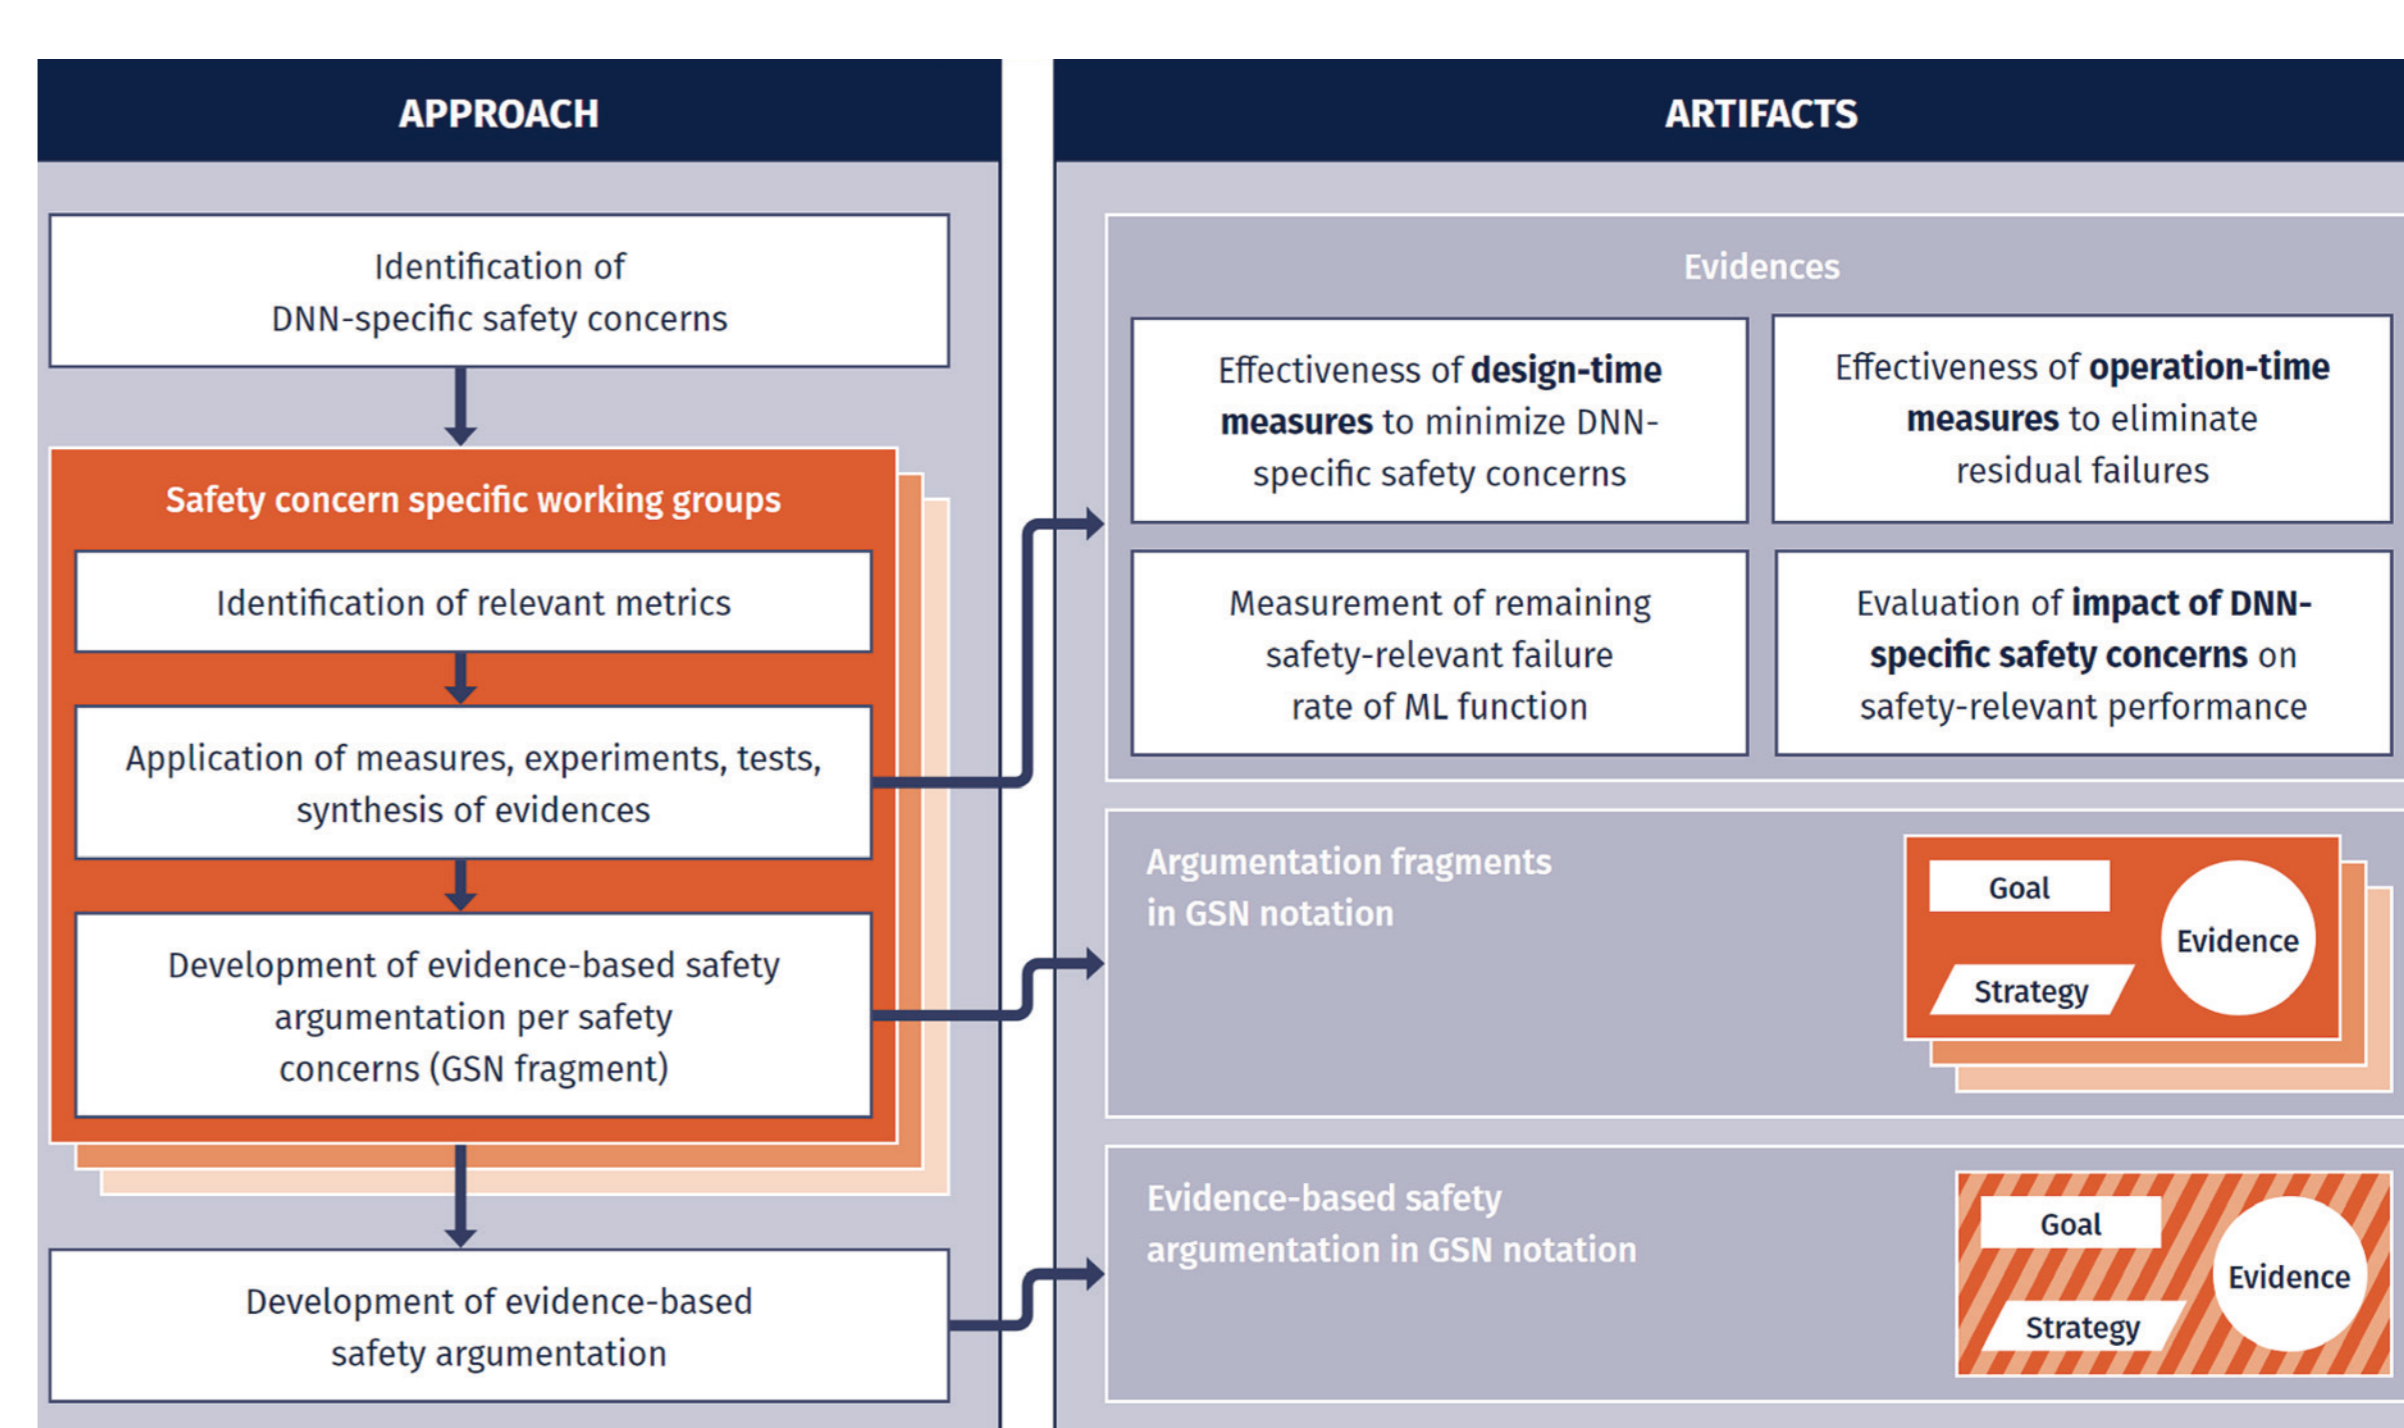 APPROACH
Identification of
DNN-specific safety concerns
Safety concern specific working groups
Identification of relevant metrics
Application of measures, experiments, tests,
synthesis of evidences
Development of evidence-based safety
argumentation per safety
concerns (GSN fragment)
Development of evidence-based
safety argumentation
ARTIFACTS
Evidences
Effectiveness of design-time
measures to minimize DNN-
specific safety concerns
Effectiveness of operation-time
measures to eliminate
residual failures
Measurement of remaining
safety-relevant failure
rate of ML function
Evaluation of impact of DNN-
specific safety concerns on
safety-relevant performance
Argumentation fragments
in GSN notation
Goal
Evidence
Strategy
Evidence-based safety
argumentation in GSN notation
Goal
Evidence
Strategy